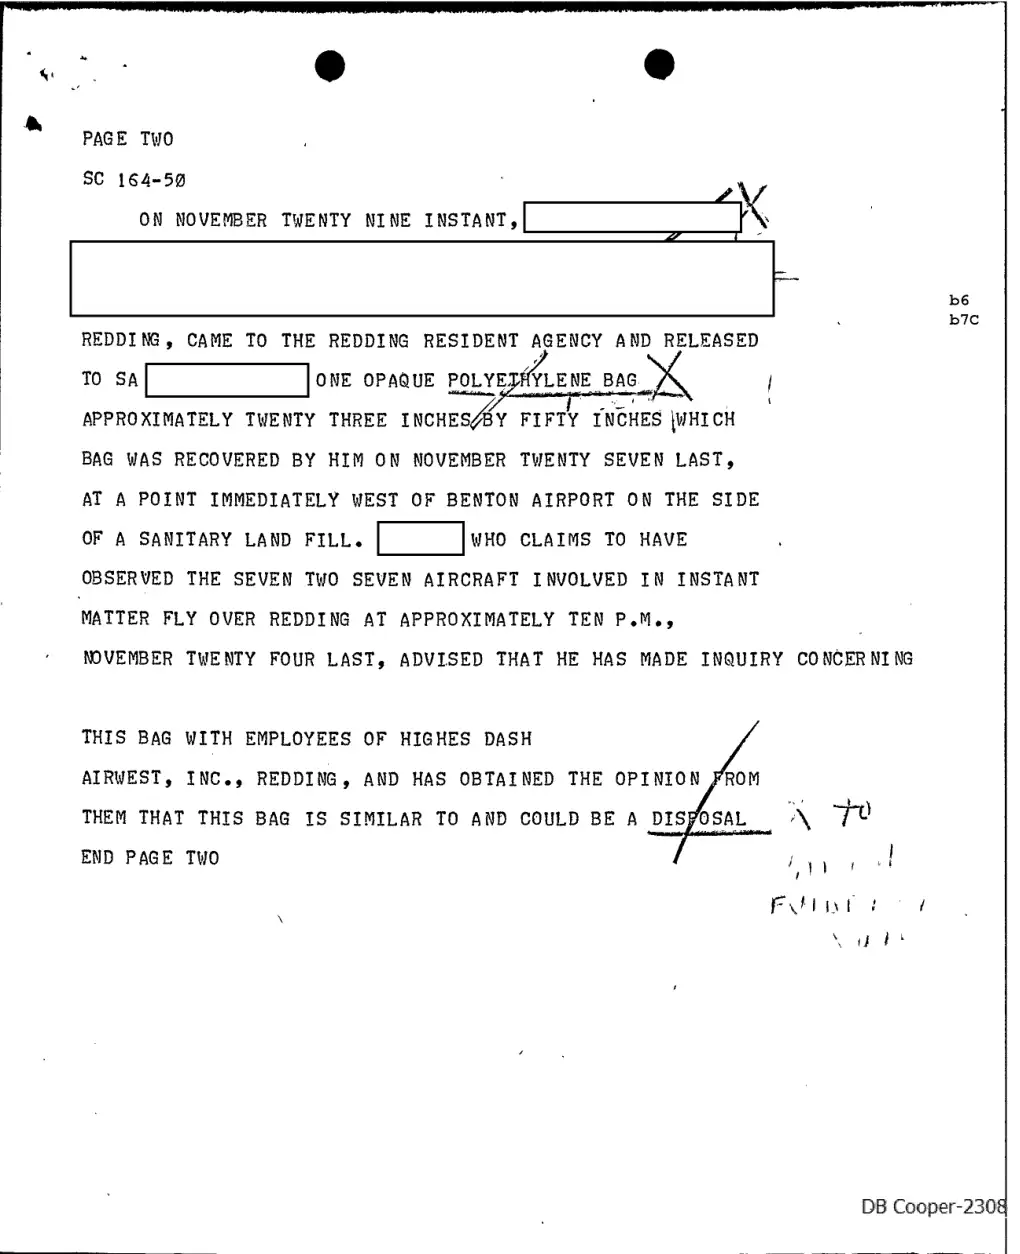 PAGE TWO
SC 164-50
ON NOVEMBER TWENTY NINE INSTANT,
b6
b7C
REDDING, CAME TO THE REDDING RESIDENT AGENCY AND RELEASED
TO SA ONE OPAQUE POLYETHYLENE BAG
APPROXIMATELY TWENTY THREE INCHES BY FIFTY INCHES WHICH
BAG WAS RECOVERED BY HIM ON NOVEMBER TWENTY SEVEN LAST,
AT A POINT IMMEDIATELY WEST OF BENTON AIRPORT ON THE SIDE
OF A SANITARY LAND FILL. WHO CLAIMS TO HAVE
OBSERVED THE SEVEN TWO SEVEN AIRCRAFT INVOLVED IN INSTANT
MATTER FLY OVER REDDING AT APPROXIMATELY TEN P.M.,
NOVEMBER TWENTY FOUR LAST, ADVISED THAT HE HAS MADE INQUIRY CONCERNING
THIS BAG WITH EMPLOYEES OF HIGHES DASH
AIRWEST, INC., REDDING, AND HAS OBTAINED THE OPINION FROM
THEM THAT THIS BAG IS SIMILAR TO AND COULD BE A DISPOSAL
END PAGE TWO
X to
DB Cooper-2308